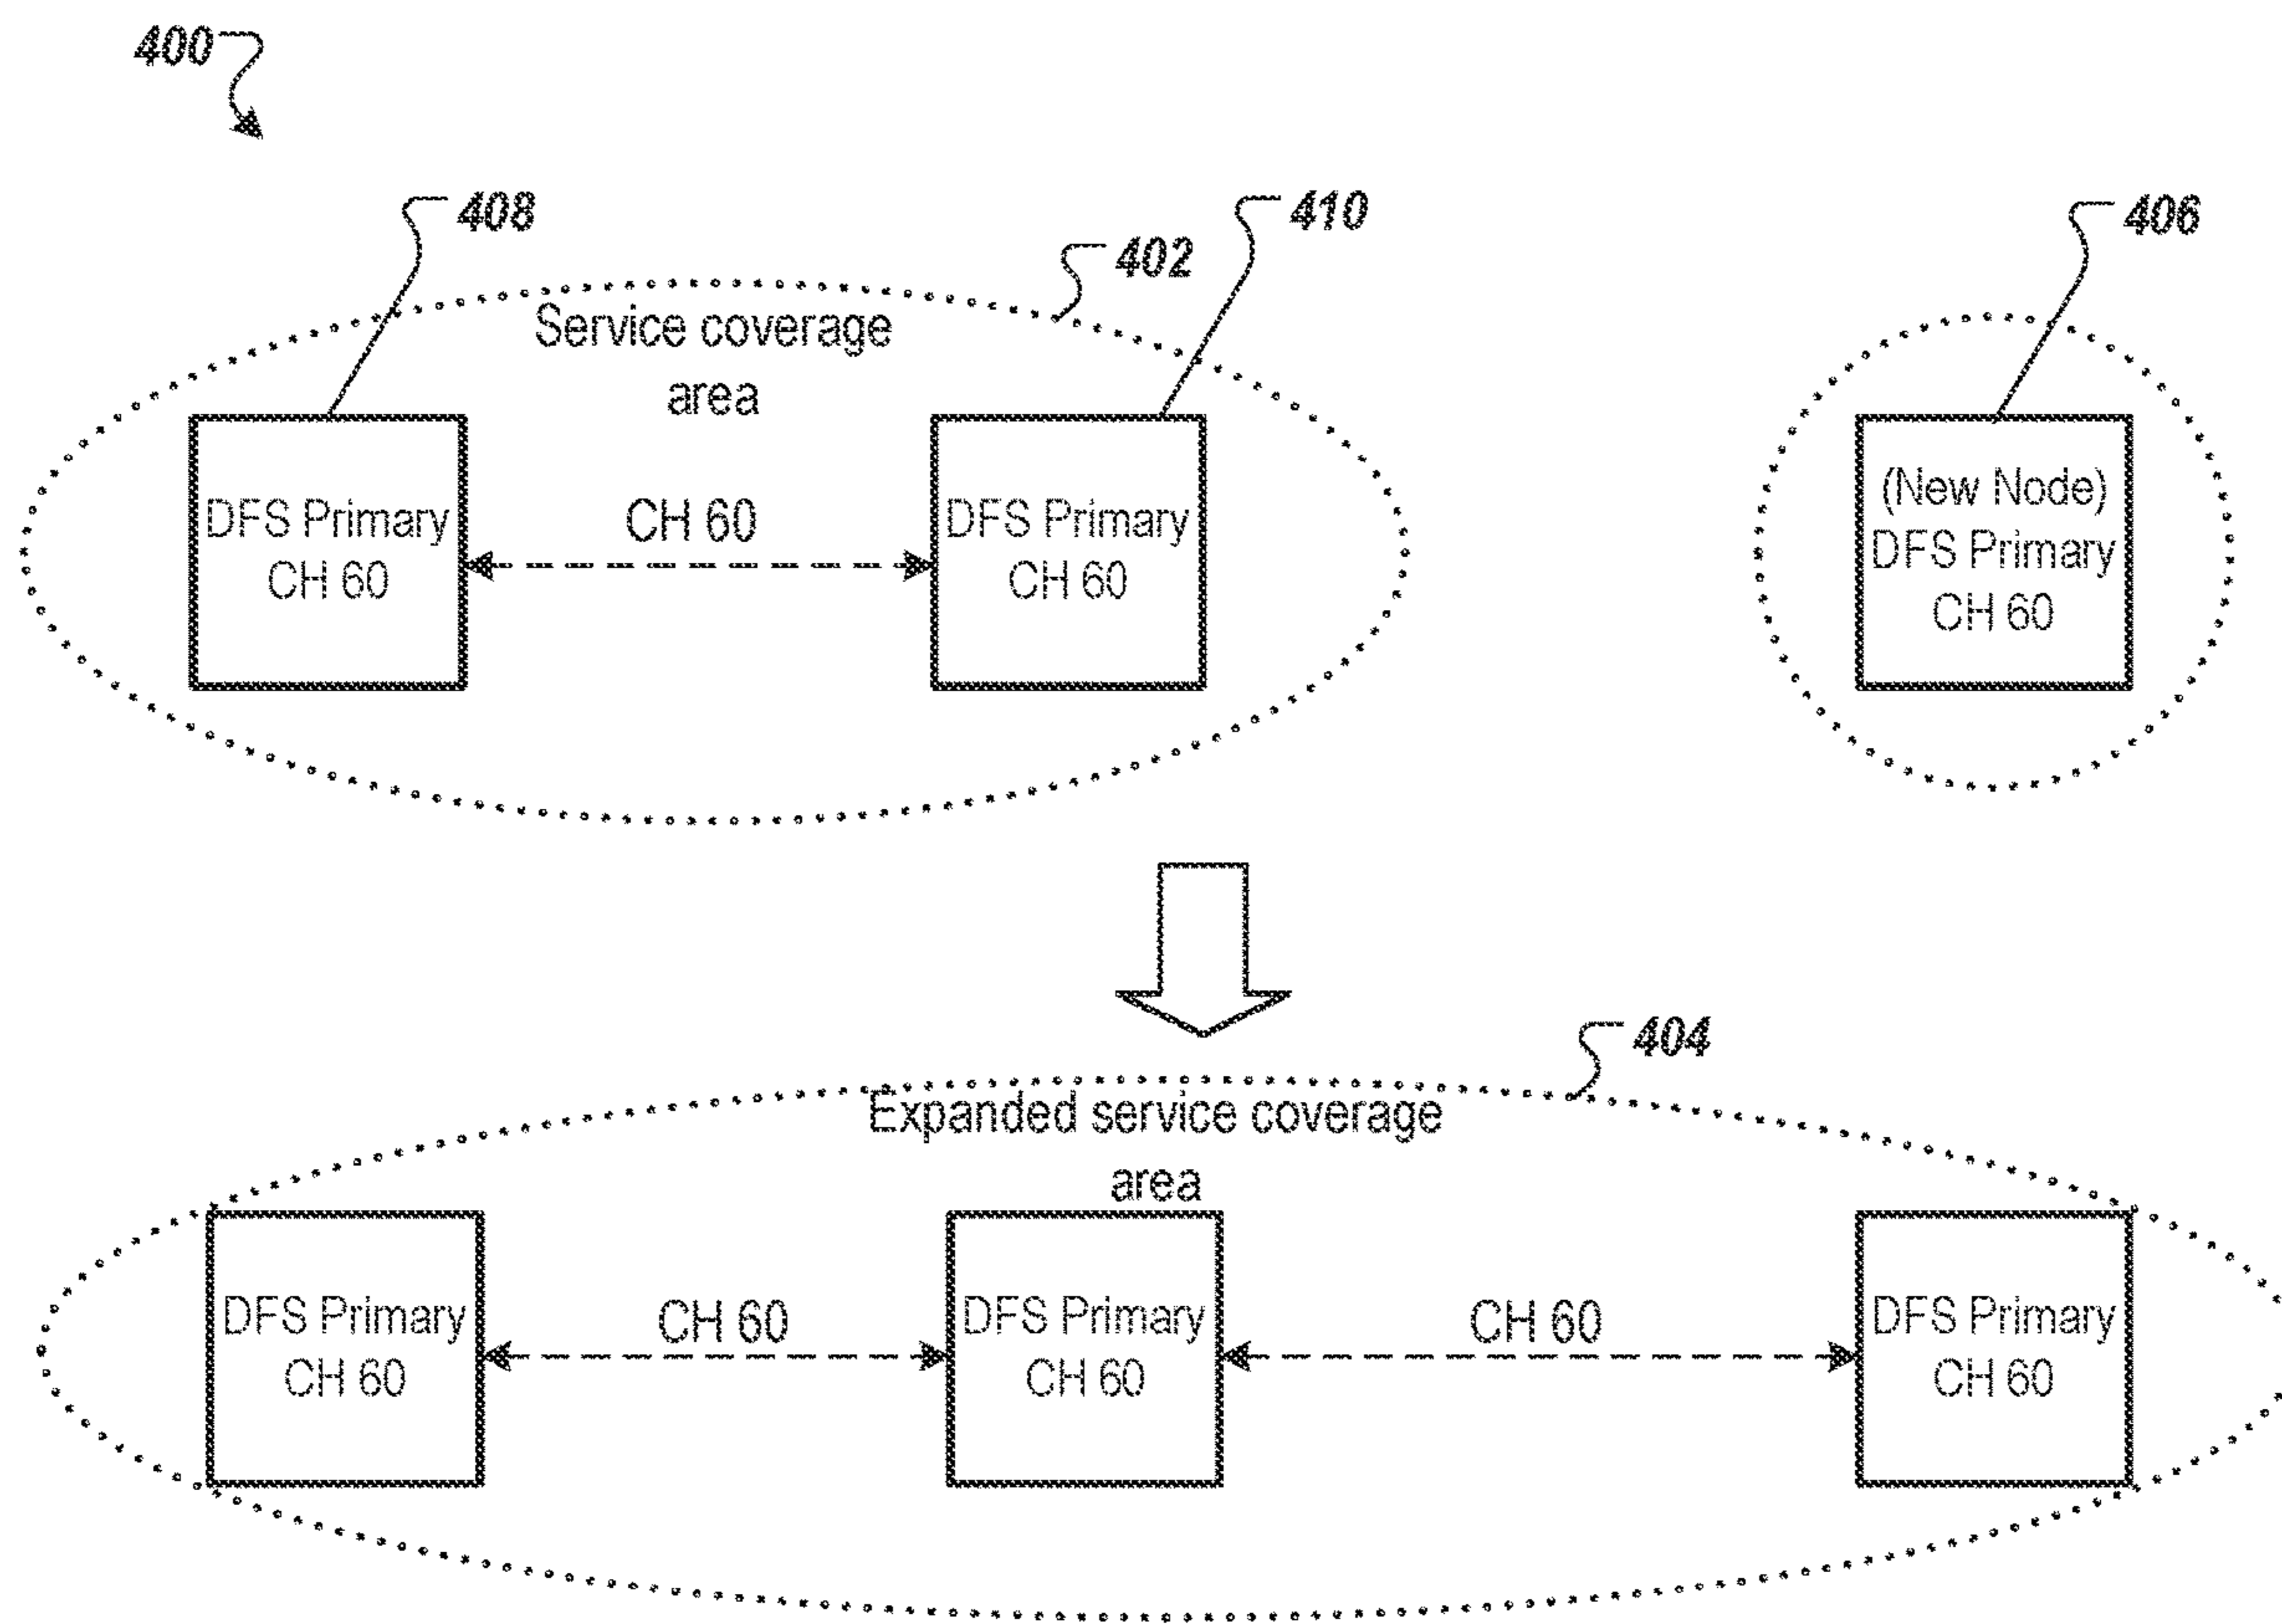 400
408
410
402
406
Service coverage
area
DFS Primary
CH 60
CH 60
DFS Primary
CH 60
(New Node)
DFS Primary
CH 60
404
Expanded service coverage
area
DFS Primary
CH 60
CH 60
DFS Primary
CH 60
CH 60
DFS Primary
CH 60